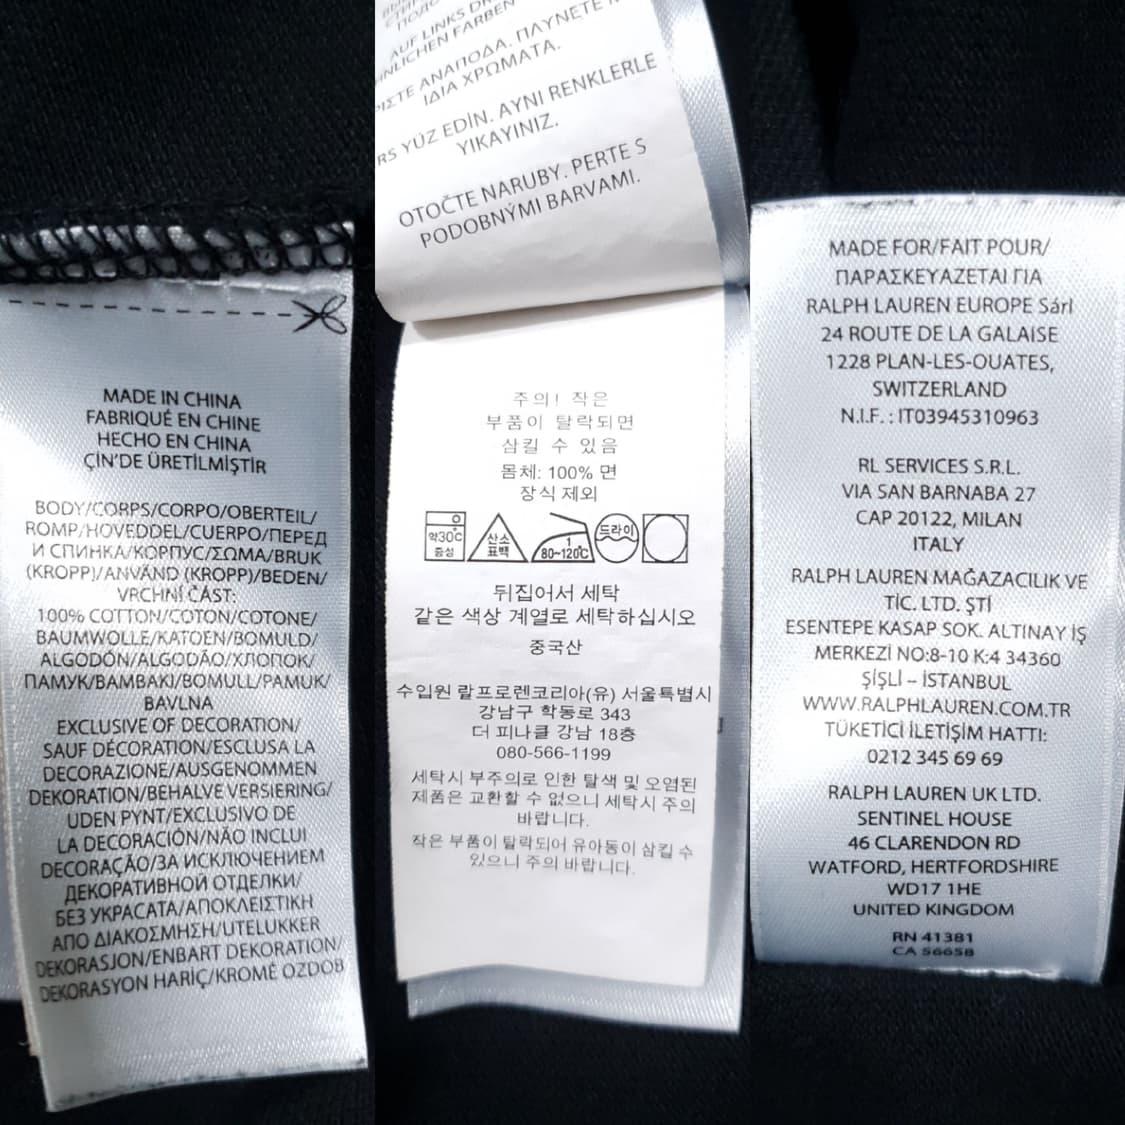 MADE IN CHINA
FABRIQUÉ EN CHINE
HECHO EN CHINA
ÇİN'DE ÜRETİLMİŞTİR
BODY/CORPS/CORPO/OBERTEIL/
ROMP/HOVEDDEL/CUERPO/ПЕРЕД
И СПИНКА/КОРПУС/ΣΩΜΑ/BRUK
(KROPP)/ANVÄND (KROPP)/BEDEN/
VRCHNÍ ČÁST:
100% COTTON/COTON/COTONE/
BAUMWOLLE/KATOEN/BOMULD/
ALGODÓN/ALGODÃO/ХЛОПОК/
ПАМУК/ΒΑΜΒΑΚΙ/BOMULL/PAMUK/
BAVLNA
EXCLUSIVE OF DECORATION/
SAUF DÉCORATION/ESCLUSA LA
DECORAZIONE/AUSGENOMMEN
DEKORATION/BEHALVE VERSIERING/
UDEN PYNT/EXCLUSIVO DE
LA DECORACIÓN/NÃO INCLUI
DECORAÇÃO/ЗА ИСКЛЮЧЕНИЕМ
ДЕКОРАТИВНОЙ ОТДЕЛКИ/
БЕЗ УКРАСАТА/ΑΠΟΚΛΕΙΣΤΙΚΗ
ΑΠΟ ΔΙΑΚΟΣΜΗΣΗ/UTELUKKER
DEKORASJON/ENBART DEKORATION/
DEKORASYON HARİÇ/KROMĚ OZDOB
AUF LINKS
HNLICHEN FARBEN
ΑΝΑΠΟΔΑ. ΠΛΥΝΕΤΕ
ΙΔΙΑ ΧΡΩΜΑΤΑ.
RS YÜZ EDİN. AYNI RENKLERLE
YIKAYINIZ.
OTOČTE NARUBY. PERTE S
PODOBNÝMI BARVAMI.
주의! 작은
부품이 탈락되면
삼킬 수 있음
몸체: 100% 면
장식 제외
약30℃ 중성
산소 표백
1 80~120℃
드라이
뒤집어서 세탁
같은 색상 계열로 세탁하십시오
중국산
수입원 랄프로렌코리아(유) 서울특별시
강남구 학동로 343
더 피나클 강남 18층
080-566-1199
세탁시 부주의로 인한 탈색 및 오염된
제품은 교환할 수 없으니 세탁시 주의
바랍니다.
작은 부품이 탈락되어 유아동이 삼킬 수
있으니 주의 바랍니다.
MADE FOR/FAIT POUR/
ΠΑΡΑΣΚΕΥΑΖΕΤΑΙ ΓΙΑ
RALPH LAUREN EUROPE Sárl
24 ROUTE DE LA GALAISE
1228 PLAN-LES-OUATES,
SWITZERLAND
N.I.F. : IT03945310963
RL SERVICES S.R.L.
VIA SAN BARNABA 27
CAP 20122, MILAN
ITALY
RALPH LAUREN MAĞAZACILIK VE
TİC. LTD. ŞTİ
ESENTEPE KASAP SOK. ALTINAY İŞ
MERKEZİ NO:8-10 K:4 34360
ŞİŞLİ – İSTANBUL
WWW.RALPHLAUREN.COM.TR
TÜKETİCİ İLETİŞİM HATTI:
0212 345 69 69
RALPH LAUREN UK LTD.
SENTINEL HOUSE
46 CLARENDON RD
WATFORD, HERTFORDSHIRE
WD17 1HE
UNITED KINGDOM
RN 41381
CA 56658